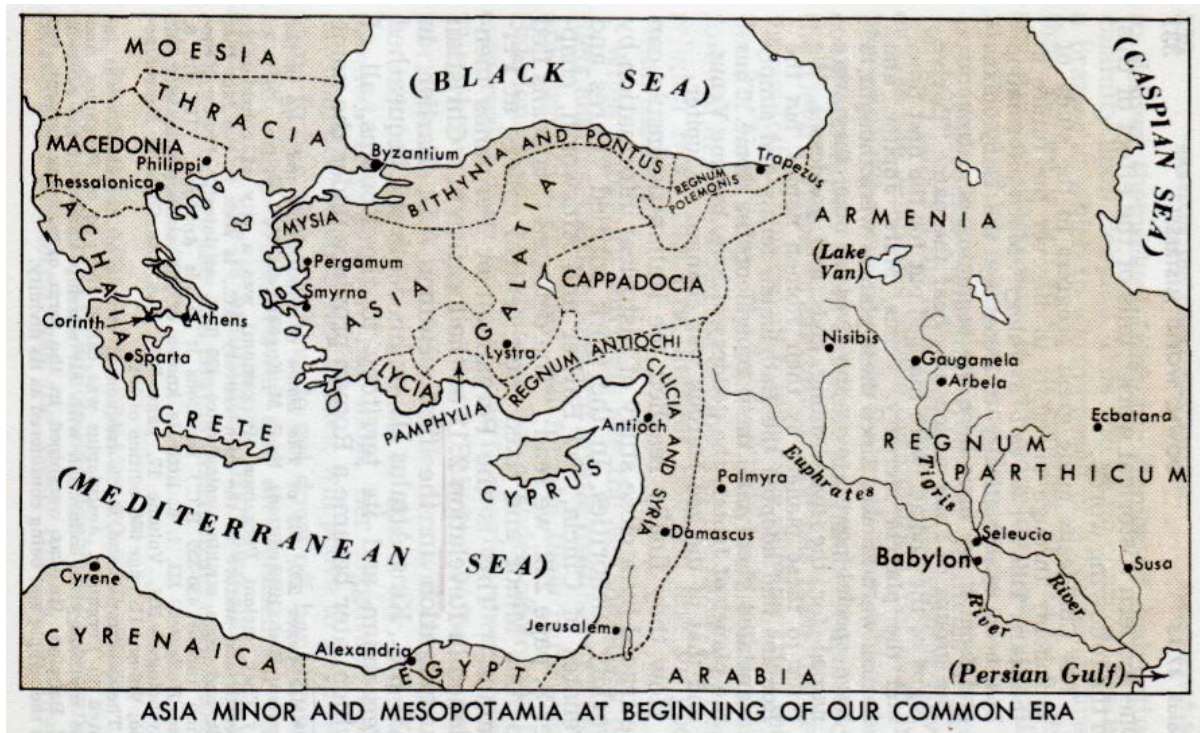 MOESIA
(BLACK SEA)
(CASPIAN SEA)
THRACIA
MACEDONIA
Philippi
Thessalonica
Byzantium
BITHYNIA AND PONTUS
Trapezus
REGNUM
POLEMONIS
ARMENIA
(Lake
Van)
MYSIA
ACHAIA
Pergamum
GALATIA
CAPPADOCIA
Smyrna
ASIA
Corinth
Athens
Sparta
Lystra
Nisibis
Gaugamela
Arbela
LYCIA
PAMPHYLIA
REGNUM ANTIOCHI
CILICIA AND SYRIA
CRETE
Antioch
Ecbatana
REGNUM
PARTHICUM
CYPRUS
Palmyra
Euphrates
River
Tigris
River
(MEDITERRANEAN SEA)
Damascus
Seleucia
Babylon
Susa
Cyrene
CYRENAICA
Jerusalem
Alexandria
EGYPT
ARABIA
(Persian Gulf)
ASIA MINOR AND MESOPOTAMIA AT BEGINNING OF OUR COMMON ERA